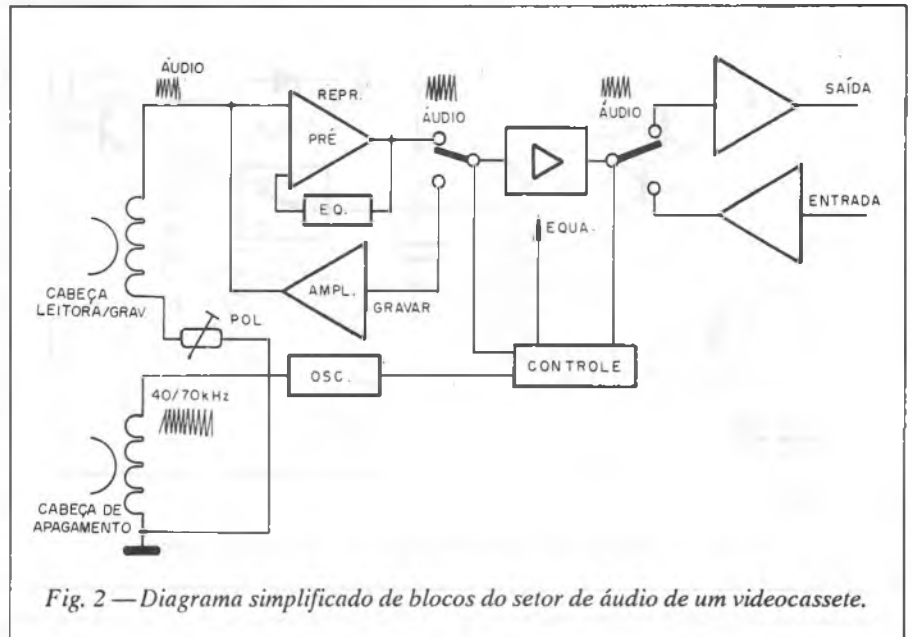 ÁUDIO
REPR.
PRÉ
EQ.
ÁUDIO
ÁUDIO
SAÍDA
ENTRADA
EQUA.
AMPL.
GRAVAR
CABEÇA
LEITORA/GRAV.
POL.
OSC.
CONTROLE
40/70kHz
CABEÇA DE
APAGAMENTO
Fig. 2 — Diagrama simplificado de blocos do setor de áudio de um videocassete.